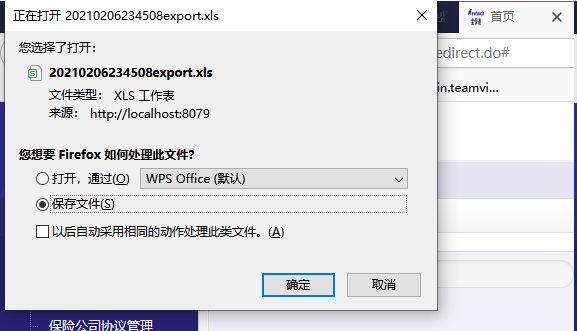 正在打开 20210206234508export.xls
首页
您选择了打开：
edirect.do#
20210206234508export.xls
in.teamvi...
文件类型： XLS 工作表
来源： http://localhost:8079
您想要 Firefox 如何处理此文件？
打开，通过(O) WPS Office (默认)
保存文件(S)
以后自动采用相同的动作处理此类文件。(A)
确定 取消
保险公司协议管理